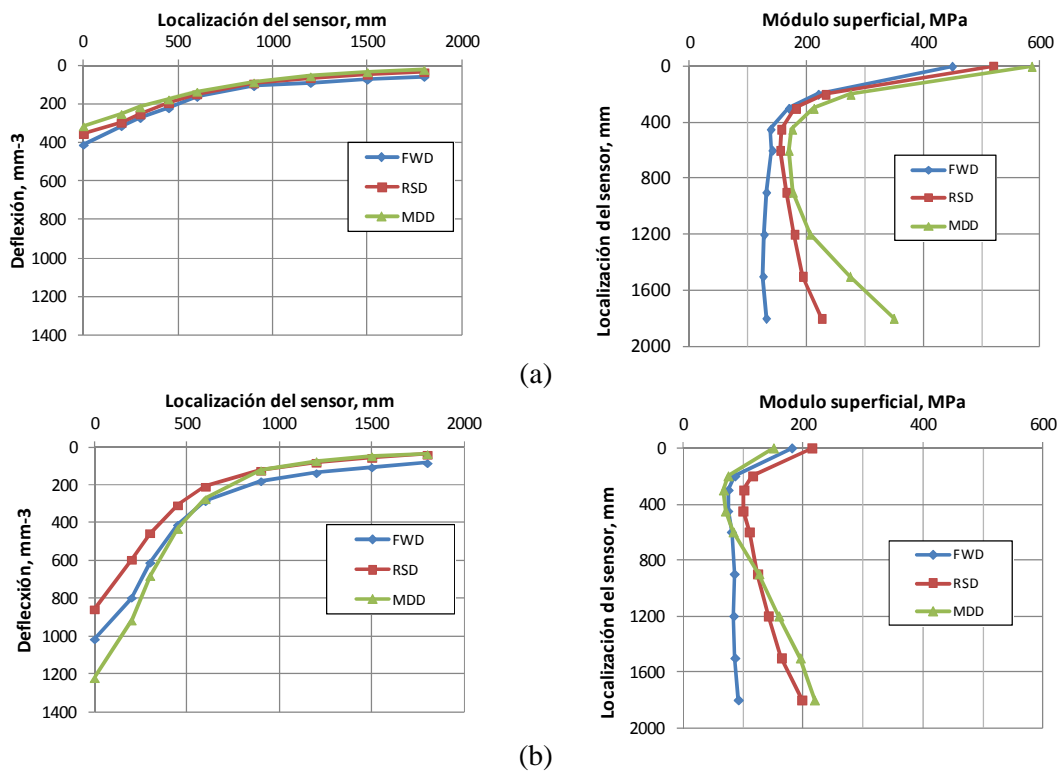 Localización del sensor, mm
0 500 1000 1500 2000
0
200
400
600
800
1000
1200
1400
Deflexión, mm-3
FWD
RSD
MDD
Módulo superficial, MPa
0 200 400 600
0
400
800
1200
1600
2000
Localización del sensor, mm
FWD
RSD
MDD
(a)
Localización del sensor, mm
0 500 1000 1500 2000
0
200
400
600
800
1000
1200
1400
Deflecxión, mm-3
FWD
RSD
MDD
Modulo superficial, MPa
0 200 400 600
0
400
800
1200
1600
2000
Localización del sensor, mm
FWD
RSD
MDD
(b)